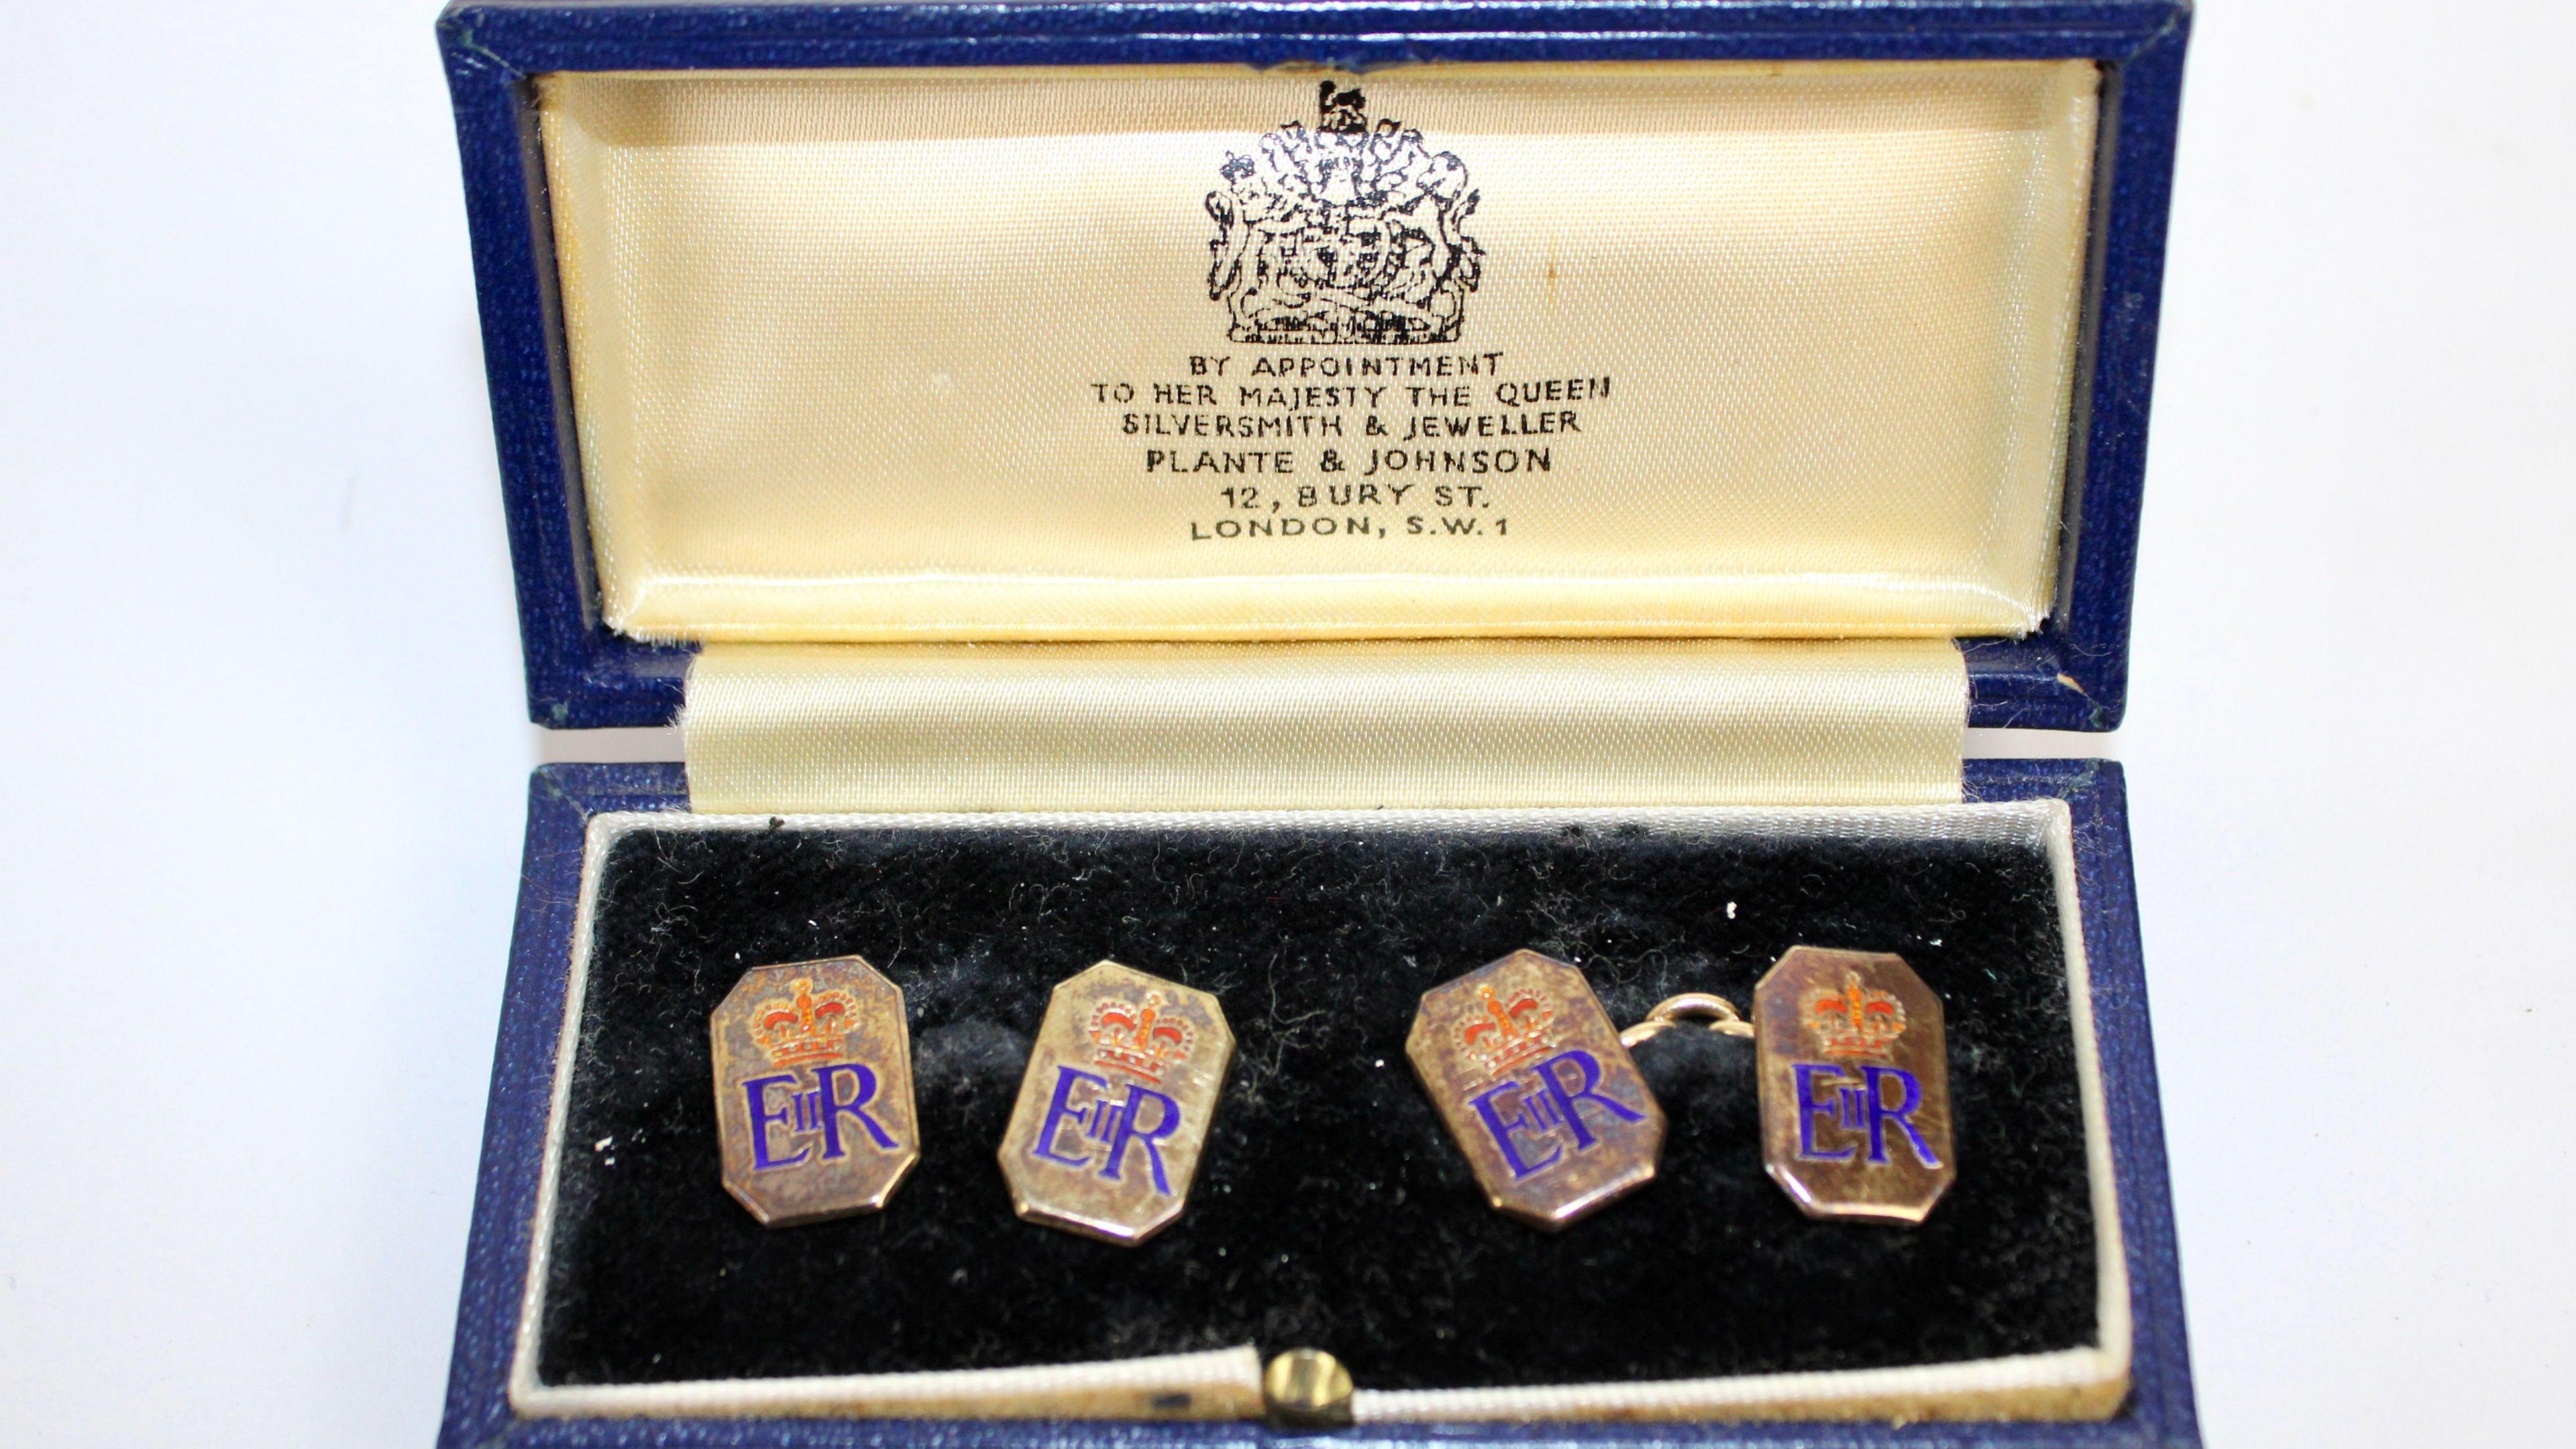 BY APPOINTMENT
TO HER MAJESTY THE QUEEN
SILVERSMITH & JEWELLER
PLANTE & JOHNSON
12, BURY ST.
LONDON, S.W.1
EIIR EIIR EIIR EIIR